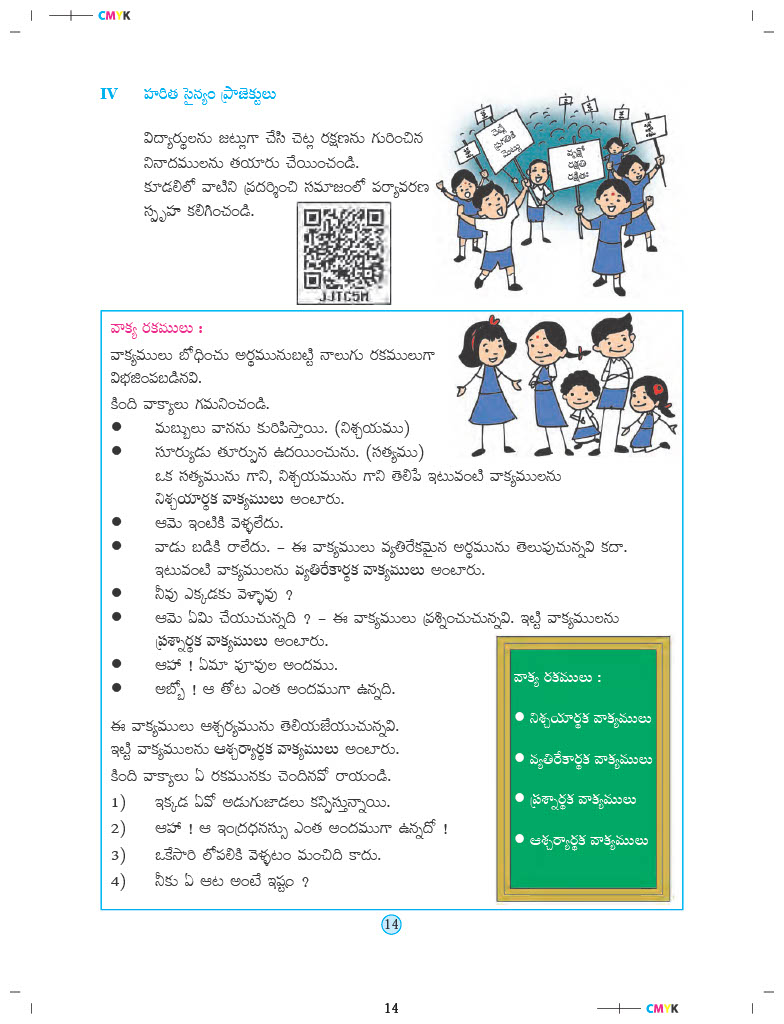 CMYK
IV హరిత సైన్యం ప్రాజెక్టులు
విద్యార్థులను జట్లుగా చేసి చెట్ల రక్షణను గురించిన
నినాదములను తయారు చేయించండి.
కూడలిలో వాటిని ప్రదర్శించి సమాజంలో పర్యావరణ
స్పృహ కలిగించండి.
చెట్లే
ప్రగతికి
మెట్లు
వృక్షో
రక్షతి
రక్షితః
JJTC5M
వాక్య రకములు :
వాక్యములు బోధించు అర్థమునుబట్టి నాలుగు రకములుగా
విభజింపబడినవి.
కింది వాక్యాలు గమనించండి.
● మబ్బులు వానను కురిపిస్తాయి. (నిశ్చయము)
● సూర్యుడు తూర్పున ఉదయించును. (సత్యము)
ఒక సత్యమును గాని, నిశ్చయమును గాని తెలిపే ఇటువంటి వాక్యములను
నిశ్చయార్థక వాక్యములు అంటారు.
● ఆమె ఇంటికి వెళ్ళలేదు.
● వాడు బడికి రాలేదు. – ఈ వాక్యములు వ్యతిరేకమైన అర్థమును తెలుపుచున్నవి కదా.
ఇటువంటి వాక్యములను వ్యతిరేకార్థక వాక్యములు అంటారు.
● నీవు ఎక్కడకు వెళ్ళావు ?
● ఆమె ఏమి చేయుచున్నది ? – ఈ వాక్యములు ప్రశ్నించుచున్నవి. ఇట్టి వాక్యములను
ప్రశ్నార్థక వాక్యములు అంటారు.
● ఆహా ! ఏమా పూవుల అందము.
● అబ్బో ! ఆ తోట ఎంత అందముగా ఉన్నది.
ఈ వాక్యములు ఆశ్చర్యమును తెలియజేయుచున్నవి.
ఇట్టి వాక్యములను ఆశ్చర్యార్థక వాక్యములు అంటారు.
కింది వాక్యాలు ఏ రకమునకు చెందినవో రాయండి.
1) ఇక్కడ ఏవో అడుగుజాడలు కన్పిస్తున్నాయి.
2) ఆహా ! ఆ ఇంద్రధనస్సు ఎంత అందముగా ఉన్నదో !
3) ఒకేసారి లోపలికి వెళ్ళటం మంచిది కాదు.
4) నీకు ఏ ఆట అంటే ఇష్టం ?
వాక్య రకములు :
● నిశ్చయార్థక వాక్యములు
● వ్యతిరేకార్థక వాక్యములు
● ప్రశ్నార్థక వాక్యములు
● ఆశ్చర్యార్థక వాక్యములు
14
14
CMYK